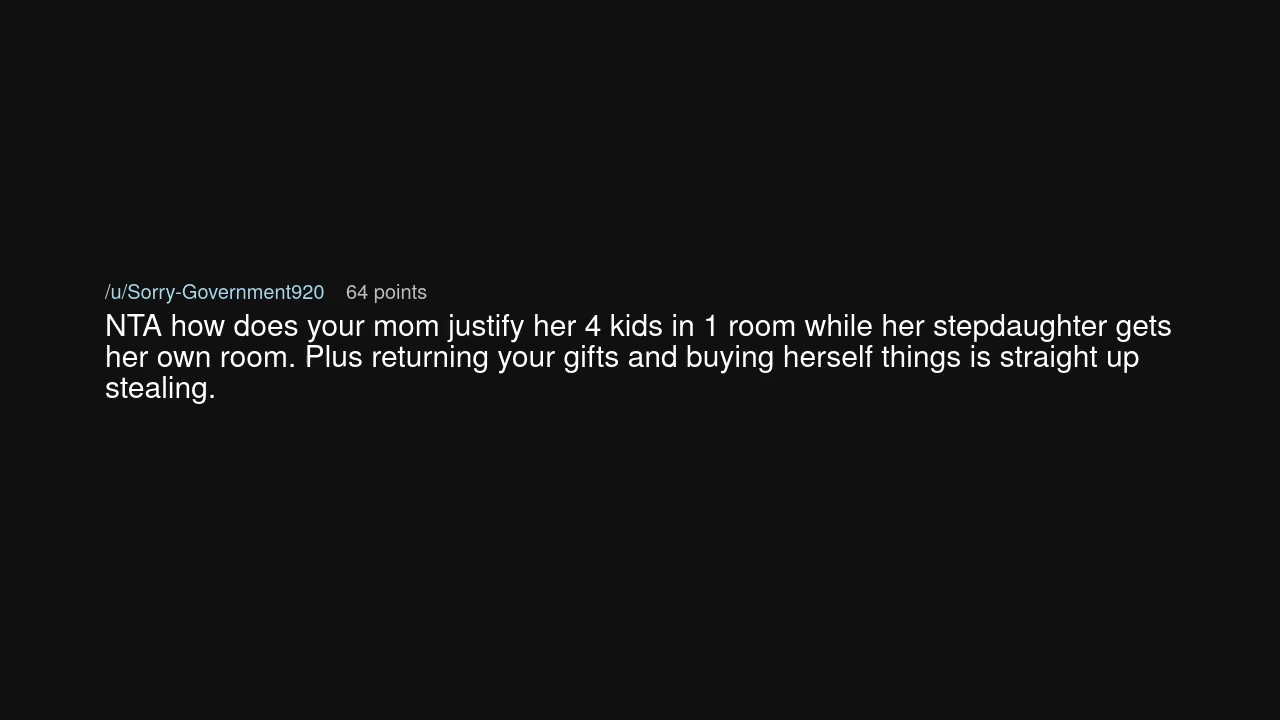 /u/Sorry-Government920 64 points
NTA how does your mom justify her 4 kids in 1 room while her stepdaughter gets
her own room. Plus returning your gifts and buying herself things is straight up
stealing.